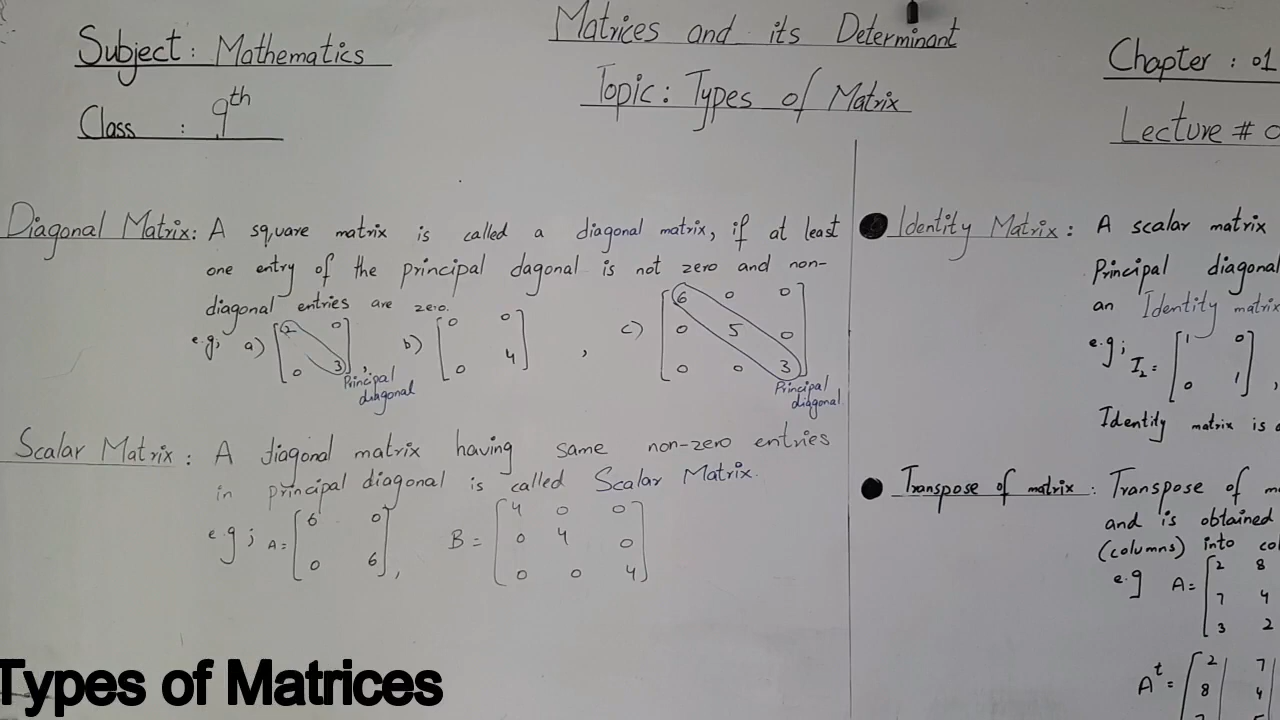 Subject : Mathematics
Class : 9th
Matrices and its Determinant
Topic : Types of Matrix
Chapter : 01
Lecture #
Diagonal Matrix: A square matrix is called a diagonal matrix, if at least
one entry of the principal dagonal is not zero and non-
diagonal entries are zero.
e.g; a) [2 0
0 3],
Principal
diagonal
b) [0 0
0 4] ,
c) [6 0 0
0 5 0
0 0 3]
Principal
diagonal
Scalar Matrix : A diagonal matrix having same non-zero entries
in principal diagonal is called Scalar Matrix.
e.g; A= [6 0
0 6],
B = [4 0 0
0 4 0
0 0 4]
Identity Matrix : A scalar matrix
Principal diagonal
an Identity matrix
e.g; I2 = [1 0
0 1] ,
Identity matrix is
Transpose of matrix : Transpose of
and is obtained
(columns) into
e.g A= [2 8
7 4
3 2
At = [2 7
8 4
Types of Matrices